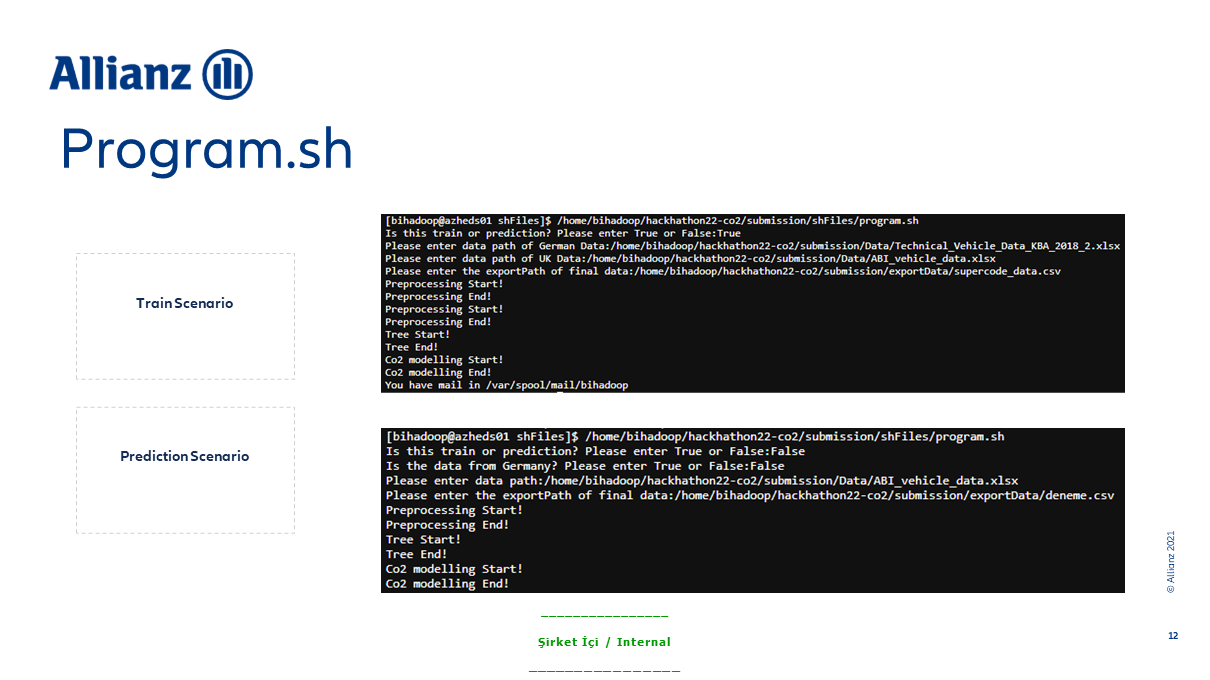 Allianz
Program.sh
Train Scenario
[bihadoop@azheds01 shFiles]$ /home/bihadoop/hackhathon22-co2/submission/shFiles/program.sh
Is this train or prediction? Please enter True or False:True
Please enter data path of German Data:/home/bihadoop/hackhathon22-co2/submission/Data/Technical_Vehicle_Data_KBA_2018_2.xlsx
Please enter data path of UK Data:/home/bihadoop/hackhathon22-co2/submission/Data/ABI_vehicle_data.xlsx
Please enter the exportPath of final data:/home/bihadoop/hackhathon22-co2/submission/exportData/supercode_data.csv
Preprocessing Start!
Preprocessing End!
Preprocessing Start!
Preprocessing End!
Tree Start!
Tree End!
Co2 modelling Start!
Co2 modelling End!
You have mail in /var/spool/mail/bihadoop
Prediction Scenario
[bihadoop@azheds01 shFiles]$ /home/bihadoop/hackhathon22-co2/submission/shFiles/program.sh
Is this train or prediction? Please enter True or False:False
Is the data from Germany? Please enter True or False:False
Please enter data path:/home/bihadoop/hackhathon22-co2/submission/Data/ABI_vehicle_data.xlsx
Please enter the exportPath of final data:/home/bihadoop/hackhathon22-co2/submission/exportData/deneme.csv
Preprocessing Start!
Preprocessing End!
Tree Start!
Tree End!
Co2 modelling Start!
Co2 modelling End!
© Allianz 2021
Şirket İçi / Internal
12